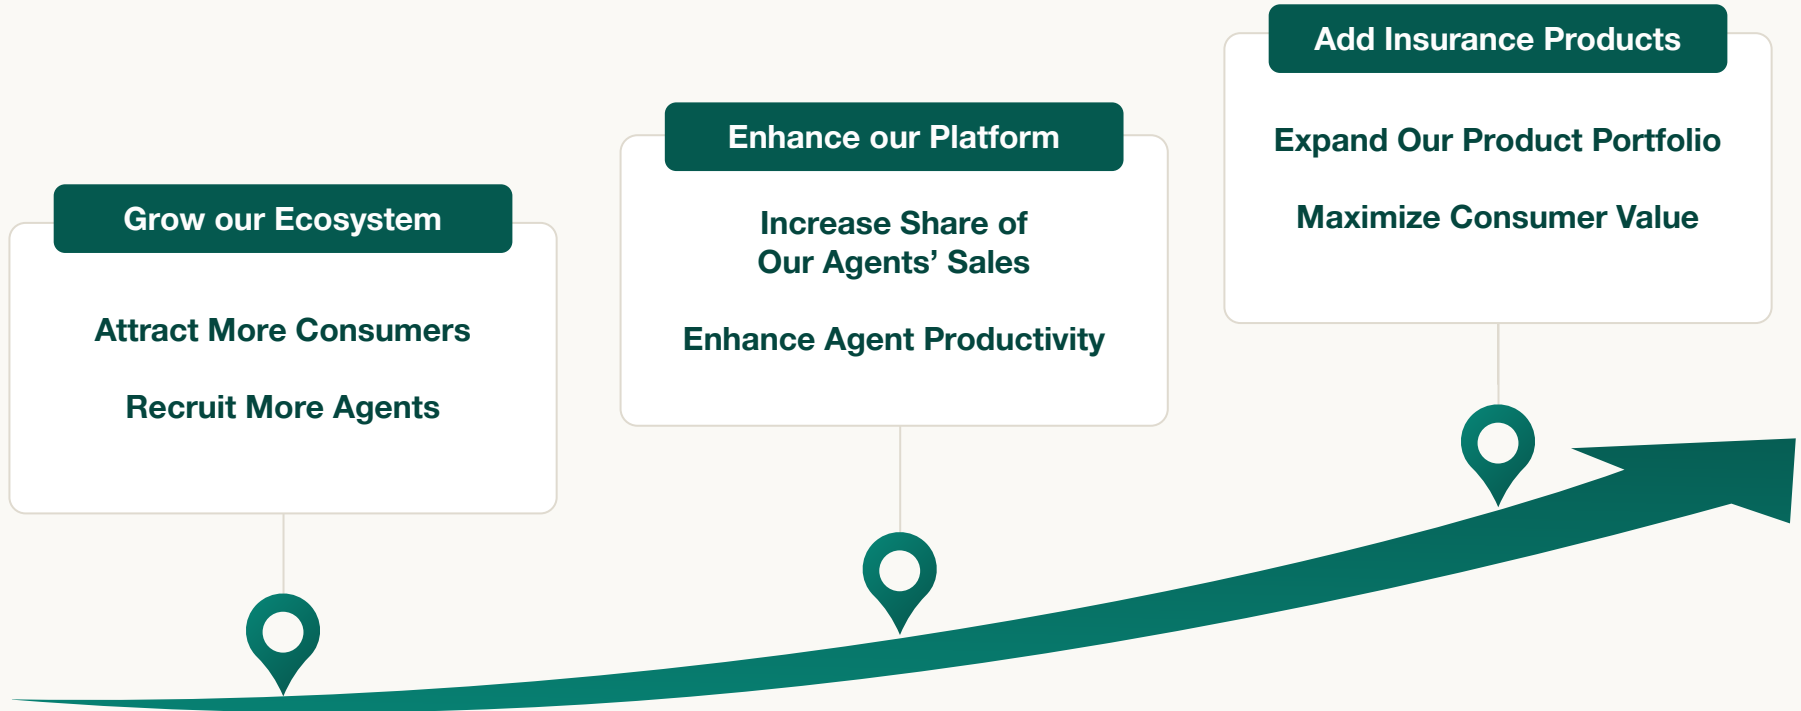 Grow our Ecosystem
Attract More Consumers
Recruit More Agents
Enhance our Platform
Increase Share of
Our Agents’ Sales
Enhance Agent Productivity
Add Insurance Products
Expand Our Product Portfolio
Maximize Consumer Value